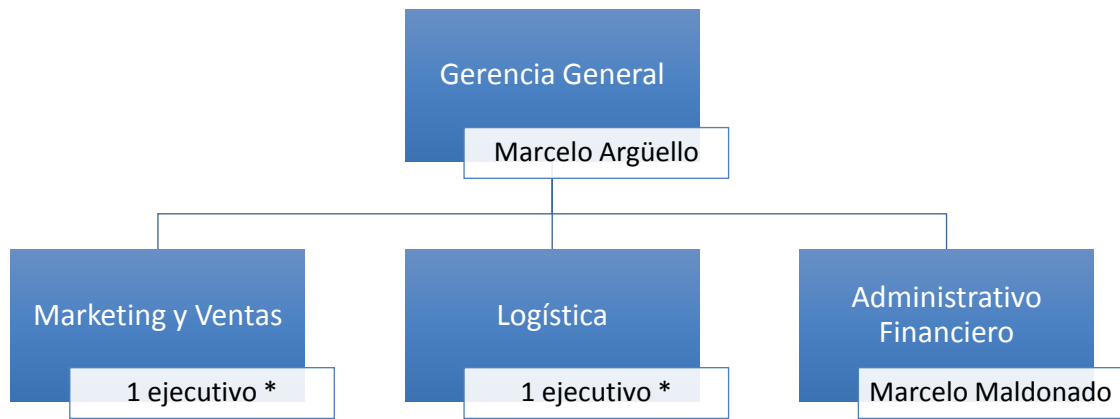 Gerencia General
Marcelo Argüello
Marketing y Ventas
1 ejecutivo *
Logística
1 ejecutivo *
Administrativo
Financiero
Marcelo Maldonado